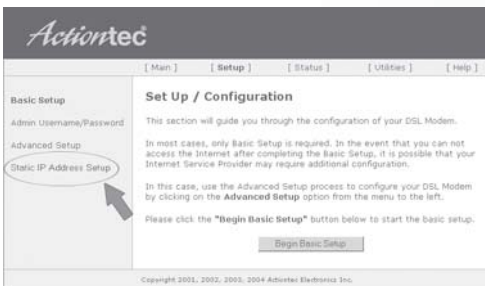 Actiontec
[ Main ] [ Setup ] [ Status ] [ Utilities ] [ Help ]
Basic Setup
Admin Username/Password
Advanced Setup
Static IP Address Setup
Set Up / Configuration
This section will guide you through the configuration of your DSL
Modem.
In most cases, only Basic Setup is required. In the event that you can not
access the Internet after completing the Basic Setup, it is possible that your
Internet Service Provider may require additional configuration.
In this case, use the Advanced Setup process to configure your DSL Modem
by clicking on the Advanced Setup option from the menu to the
left.
Please click the "Begin Basic Setup" button below to start the basic setup.
Begin Basic Setup
Copyright 2001, 2002, 2003, 2004 Actiontec Electronics Inc.